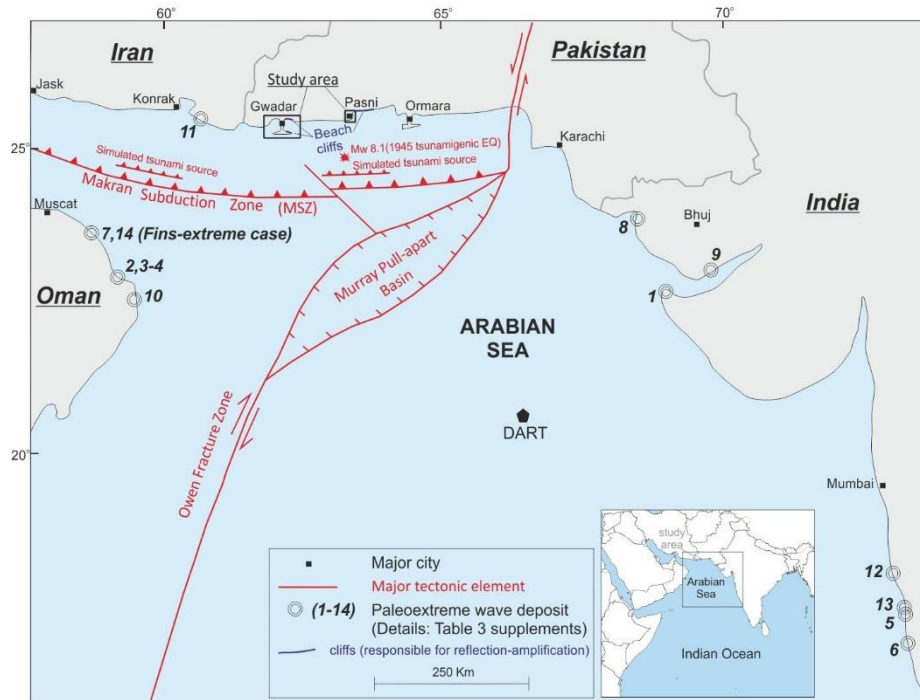 60°
65°
70°
Iran
Pakistan
Jask
Study area
Konrak
Gwadar
Pasni
Ormara
11
Beach
cliffs
Mw 8.1(1945 tsunamigenic EQ)
Karachi
25°
Simulated tsunami source
Simulated tsunami source
Makran Subduction Zone (MSZ)
Muscat
India
8
Bhuj
7,14 (Fins-extreme case)
9
2,3-4
1
Oman
10
Murray Pull-apart
Basin
ARABIAN
SEA
DART
20°
Owen Fracture Zone
Mumbai
12
13
5
6
Major city
Major tectonic element
(1-14) Paleoextreme wave deposit
(Details: Table 3 supplements)
cliffs (responsible for reflection-amplification)
250 Km
study
area
Arabian
Sea
Indian Ocean